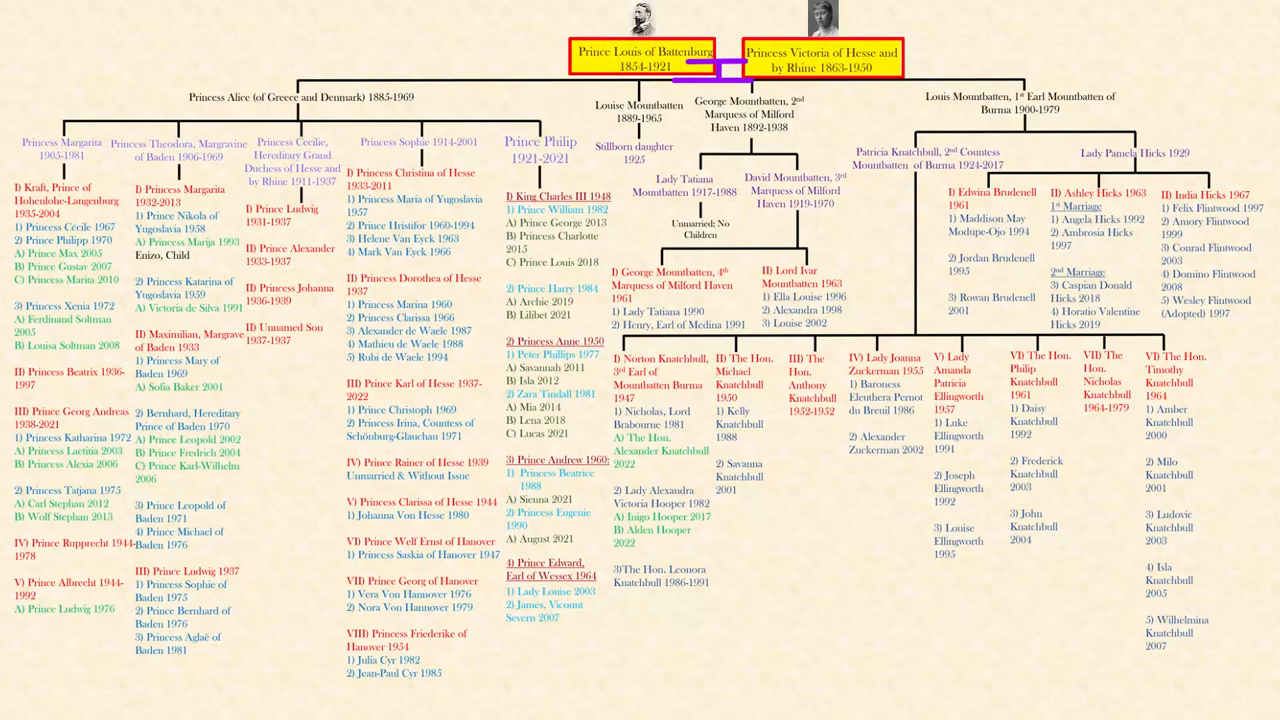 Prince Louis of Battenburg
1854-1921
Princess Victoria of Hesse and
by Rhine 1863-1950
Princess Alice (of Greece and Denmark) 1885-1969
Louise Mountbatten
1889-1965
George Mountbatten, 2nd
Marquess of Milford
Haven 1892-1938
Louis Mountbatten, 1st Earl Mountbatten of
Burma 1900-1979
Princess Margarita
1905-1981
Princess Theodora, Margravine
of Baden 1906-1969
Princess Cecilie,
Hereditary Grand
Duchess of Hesse and
by Rhine 1911-1937
Princess Sophie 1914-2001
Prince Philip
1921-2021
Stillborn daughter
1925
Lady Tatiana
Mountbatten 1917-1988
David Mountbatten, 3rd
Marquess of Milford
Haven 1919-1970
Patricia Knatchbull, 2nd Countess
Mountbatten of Burma 1924-2017
Lady Pamela Hicks 1929
I) Kraft, Prince of
Hohenlohe-Langenburg
1935-2004
1) Princess Cécile 1967
2) Prince Philipp 1970
A) Prince Max 2005
B) Prince Gustav 2007
C) Princess Marita 2010
3) Princess Xenia 1972
A) Ferdinand Soltman
2005
B) Louisa Soltman 2008
II) Princess Beatrix 1936-
1997
III) Prince Georg Andreas
1938-2021
1) Princess Katharina 1972
A) Princess Laetitia 2003
B) Princess Alexia 2006
2) Princess Tatjana 1975
A) Carl Stephan 2012
B) Wolf Stephan 2013
IV) Prince Rupprecht 1944-
1978
V) Prince Albrecht 1944-
1992
A) Prince Ludwig 1976
I) Princess Margarita
1932-2013
1) Prince Nikola of
Yugoslavia 1958
A) Princess Marija 1993
Enizo, Child
2) Princess Katarina of
Yugoslavia 1959
A) Victoria de Silva 1991
II) Maximilian, Margrave
of Baden 1933
1) Princess Mary of
Baden 1969
A) Sofia Baker 2001
2) Bernhard, Hereditary
Prince of Baden 1970
A) Prince Leopold 2002
B) Prince Fredrich 2004
C) Prince Karl-Wilhelm
2006
3) Prince Leopold of
Baden 1971
4) Prince Michael of
Baden 1976
III) Prince Ludwig 1937
1) Princess Sophie of
Baden 1975
2) Prince Bernhard of
Baden 1976
3) Princess Aglaë of
Baden 1981
I) Prince Ludwig
1931-1937
II) Prince Alexander
1933-1937
II) Princess Johanna
1936-1939
II) Unnamed Son
1937-1937
I) Princess Christina of Hesse
1933-2011
1) Princess Maria of Yugoslavia
1957
2) Prince Hristifor 1960-1994
3) Helene Van Eyck 1963
4) Mark Van Eyck 1966
II) Princess Dorothea of Hesse
1937
1) Princess Marina 1960
2) Princess Clarissa 1966
3) Alexander de Waele 1987
4) Mathieu de Waele 1988
5) Rubi de Waele 1994
III) Prince Karl of Hesse 1937-
2022
1) Prince Christoph 1969
2) Princess Irina, Countess of
Schönburg-Glauchau 1971
IV) Prince Rainer of Hesse 1939
Unmarried & Without Issue
V) Princess Clarissa of Hesse 1944
1) Johanna Von Hesse 1980
VI) Prince Welf Ernst of Hanover
1) Princess Saskia of Hanover 1947
VII) Prince Georg of Hanover
1) Vera Von Hannover 1976
2) Nora Von Hannover 1979
VIII) Princess Friederike of
Hanover 1954
1) Julia Cyr 1982
2) Jean-Paul Cyr 1985
I) King Charles III 1948
1) Prince William 1982
A) Prince George 2013
B) Princess Charlotte
2015
C) Prince Louis 2018
2) Prince Harry 1984
A) Archie 2019
B) Lilibet 2021
2) Princess Anne 1950
1) Peter Phillips 1977
A) Savannah 2011
B) Isla 2012
2) Zara Tindall 1981
A) Mia 2014
B) Lena 2018
C) Lucas 2021
3) Prince Andrew 1960:
1) Princess Beatrice
1988
A) Sienna 2021
2) Princess Eugenie
1990
A) August 2021
4) Prince Edward,
Earl of Wessex 1964
1) Lady Louise 2003
2) James, Vicount
Severn 2007
Unmarried; No
Children
I) George Mountbatten, 4th
Marquess of Milford Haven
1961
1) Lady Tatiana 1990
2) Henry, Earl of Medina 1991
II) Lord Ivar
Mountbatten 1963
1) Ella Louise 1996
2) Alexandra 1998
3) Louise 2002
I) Edwina Brudenell
1961
1) Maddison May
Modupe-Ojo 1994
2) Jordan Brudenell
1995
3) Rowan Brudenell
2001
II) Ashley Hicks 1963
1st Marriage
1) Angela Hicks 1992
2) Ambrosia Hicks
1997
2nd Marriage
3) Caspian Donald
Hicks 2018
4) Horatio Valentine
Hicks 2019
II) India Hicks 1967
1) Felix Flintwood 1997
2) Amory Flintwood
1999
3) Conrad Flintwood
2003
4) Domino Flintwood
2008
5) Wesley Flintwood
(Adopted) 1997
I) Norton Knatchbull,
3rd Earl of
Mountbatten Burma
1947
1) Nicholas, Lord
Brabourne 1981
A) The Hon.
Alexander Knatchbull
2022
2) Lady Alexandra
Victoria Hooper 1982
A) Inigo Hooper 2017
B) Alden Hooper
2022
3)The Hon. Leonora
Knatchbull 1986-1991
II) The Hon.
Michael
Knatchbull
1950
1) Kelly
Knatchbull
1988
2) Savanna
Knatchbull
2001
III) The
Hon.
Anthony
Knatchbull
1952-1952
IV) Lady Joanna
Zuckerman 1955
1) Baroness
Eleuthera Pernot
du Breuil 1986
2) Alexander
Zuckerman 2002
V) Lady
Amanda
Patricia
Ellingworth
1957
1) Luke
Ellingworth
1991
2) Joseph
Ellingworth
1992
3) Louise
Ellingworth
1995
VI) The Hon.
Philip
Knatchbull
1961
1) Daisy
Knatchbull
1992
2) Frederick
Knatchbull
2003
3) John
Knatchbull
2004
VII) The
Hon.
Nicholas
Knatchbull
1964-1979
VI) The Hon.
Timothy
Knatchbull
1964
1) Amber
Knatchbull
2000
2) Milo
Knatchbull
2001
3) Ludovic
Knatchbull
2003
4) Isla
Knatchbull
2005
5) Wilhelmina
Knatchbull
2007